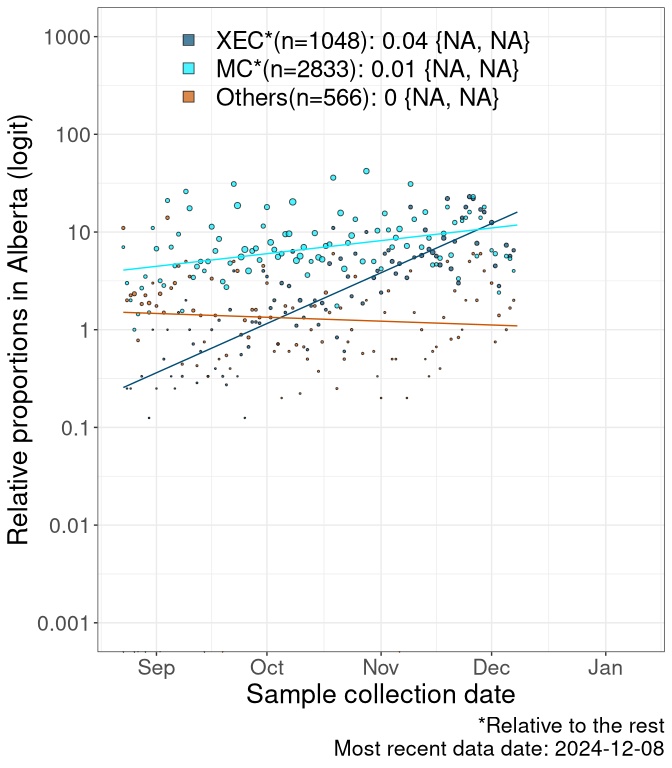 XEC*(n=1048): 0.04 {NA, NA}
MC*(n=2833): 0.01 {NA, NA}
Others(n=566): 0 {NA, NA}
Relative proportions in Alberta (logit)
1000
100
10
1
0.1
0.01
0.001
Sep Oct Nov Dec Jan
Sample collection date
*Relative to the rest
Most recent data date: 2024-12-08